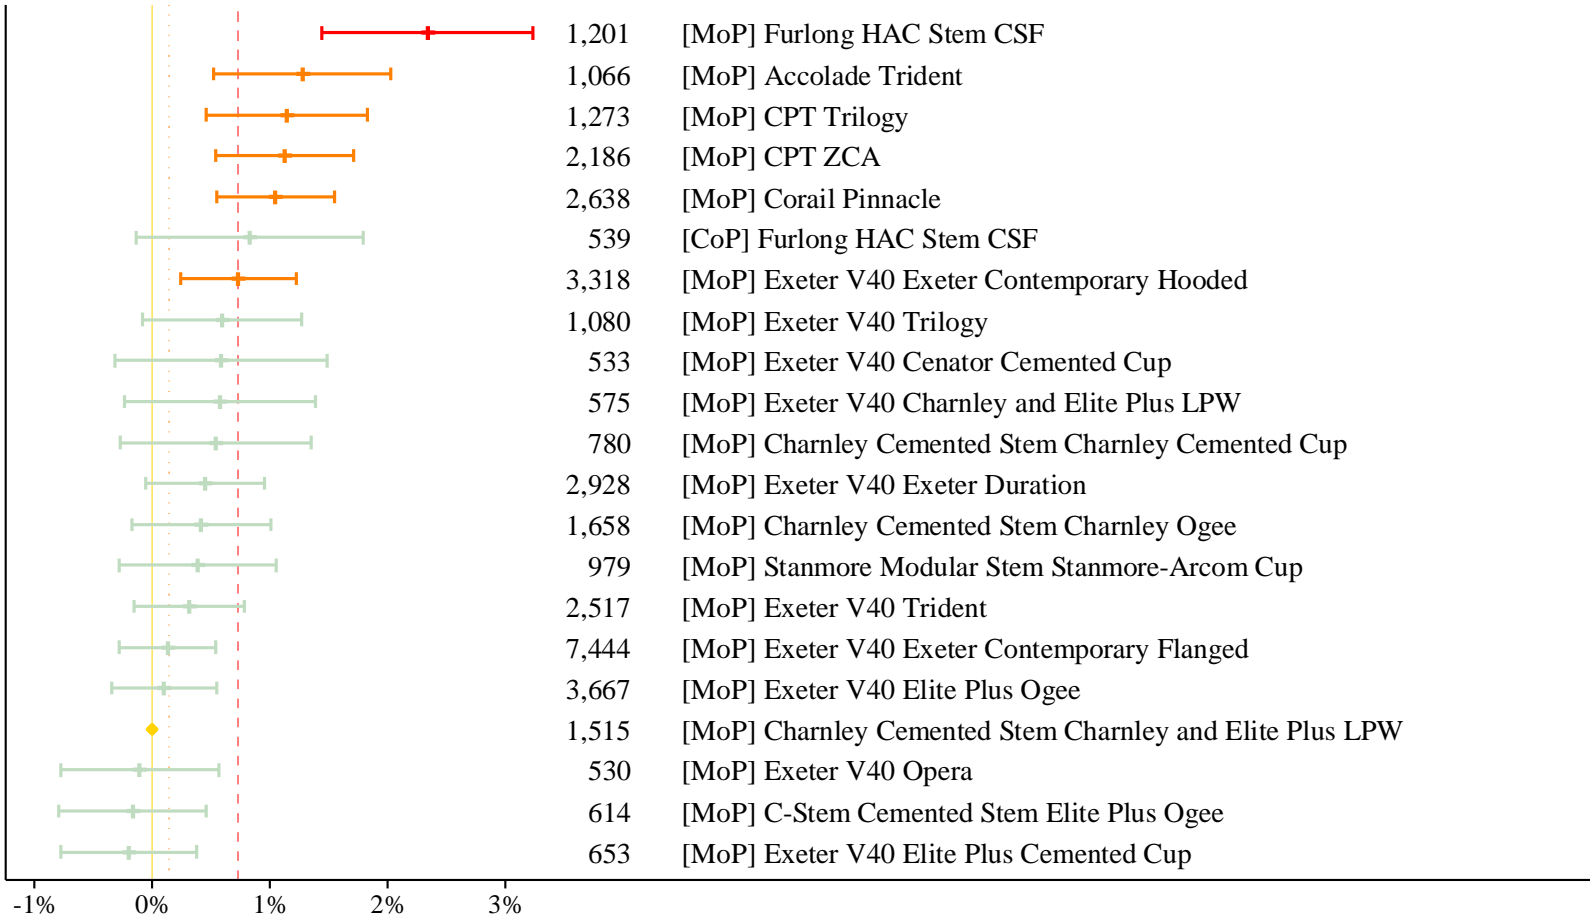 1,201 [MoP] Furlong HAC Stem CSF
1,066 [MoP] Accolade Trident
1,273 [MoP] CPT Trilogy
2,186 [MoP] CPT ZCA
2,638 [MoP] Corail Pinnacle
539 [CoP] Furlong HAC Stem CSF
3,318 [MoP] Exeter V40 Exeter Contemporary Hooded
1,080 [MoP] Exeter V40 Trilogy
533 [MoP] Exeter V40 Cenator Cemented Cup
575 [MoP] Exeter V40 Charnley and Elite Plus LPW
780 [MoP] Charnley Cemented Stem Charnley Cemented Cup
2,928 [MoP] Exeter V40 Exeter Duration
1,658 [MoP] Charnley Cemented Stem Charnley Ogee
979 [MoP] Stanmore Modular Stem Stanmore-Arcom Cup
2,517 [MoP] Exeter V40 Trident
7,444 [MoP] Exeter V40 Exeter Contemporary Flanged
3,667 [MoP] Exeter V40 Elite Plus Ogee
1,515 [MoP] Charnley Cemented Stem Charnley and Elite Plus LPW
530 [MoP] Exeter V40 Opera
614 [MoP] C-Stem Cemented Stem Elite Plus Ogee
653 [MoP] Exeter V40 Elite Plus Cemented Cup
-1% 0% 1% 2% 3%